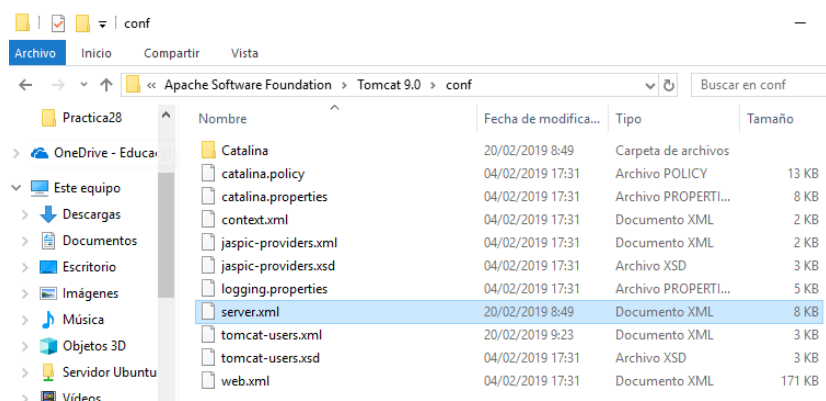 conf
Archivo Inicio Compartir Vista
« Apache Software Foundation > Tomcat 9.0 > conf Buscar en conf
Practica28
OneDrive - Educa
Este equipo
Descargas
Documentos
Escritorio
Imágenes
Música
Objetos 3D
Servidor Ubuntu
Vídeos
Nombre Fecha de modifica... Tipo Tamaño
Catalina 20/02/2019 8:49 Carpeta de archivos
catalina.policy 04/02/2019 17:31 Archivo POLICY 13 KB
catalina.properties 04/02/2019 17:31 Archivo PROPERTI... 8 KB
context.xml 04/02/2019 17:31 Documento XML 2 KB
jaspic-providers.xml 04/02/2019 17:31 Documento XML 2 KB
jaspic-providers.xsd 04/02/2019 17:31 Archivo XSD 3 KB
logging.properties 04/02/2019 17:31 Archivo PROPERTI... 5 KB
server.xml 20/02/2019 8:49 Documento XML 8 KB
tomcat-users.xml 20/02/2019 9:23 Documento XML 3 KB
tomcat-users.xsd 04/02/2019 17:31 Archivo XSD 3 KB
web.xml 04/02/2019 17:31 Documento XML 171 KB